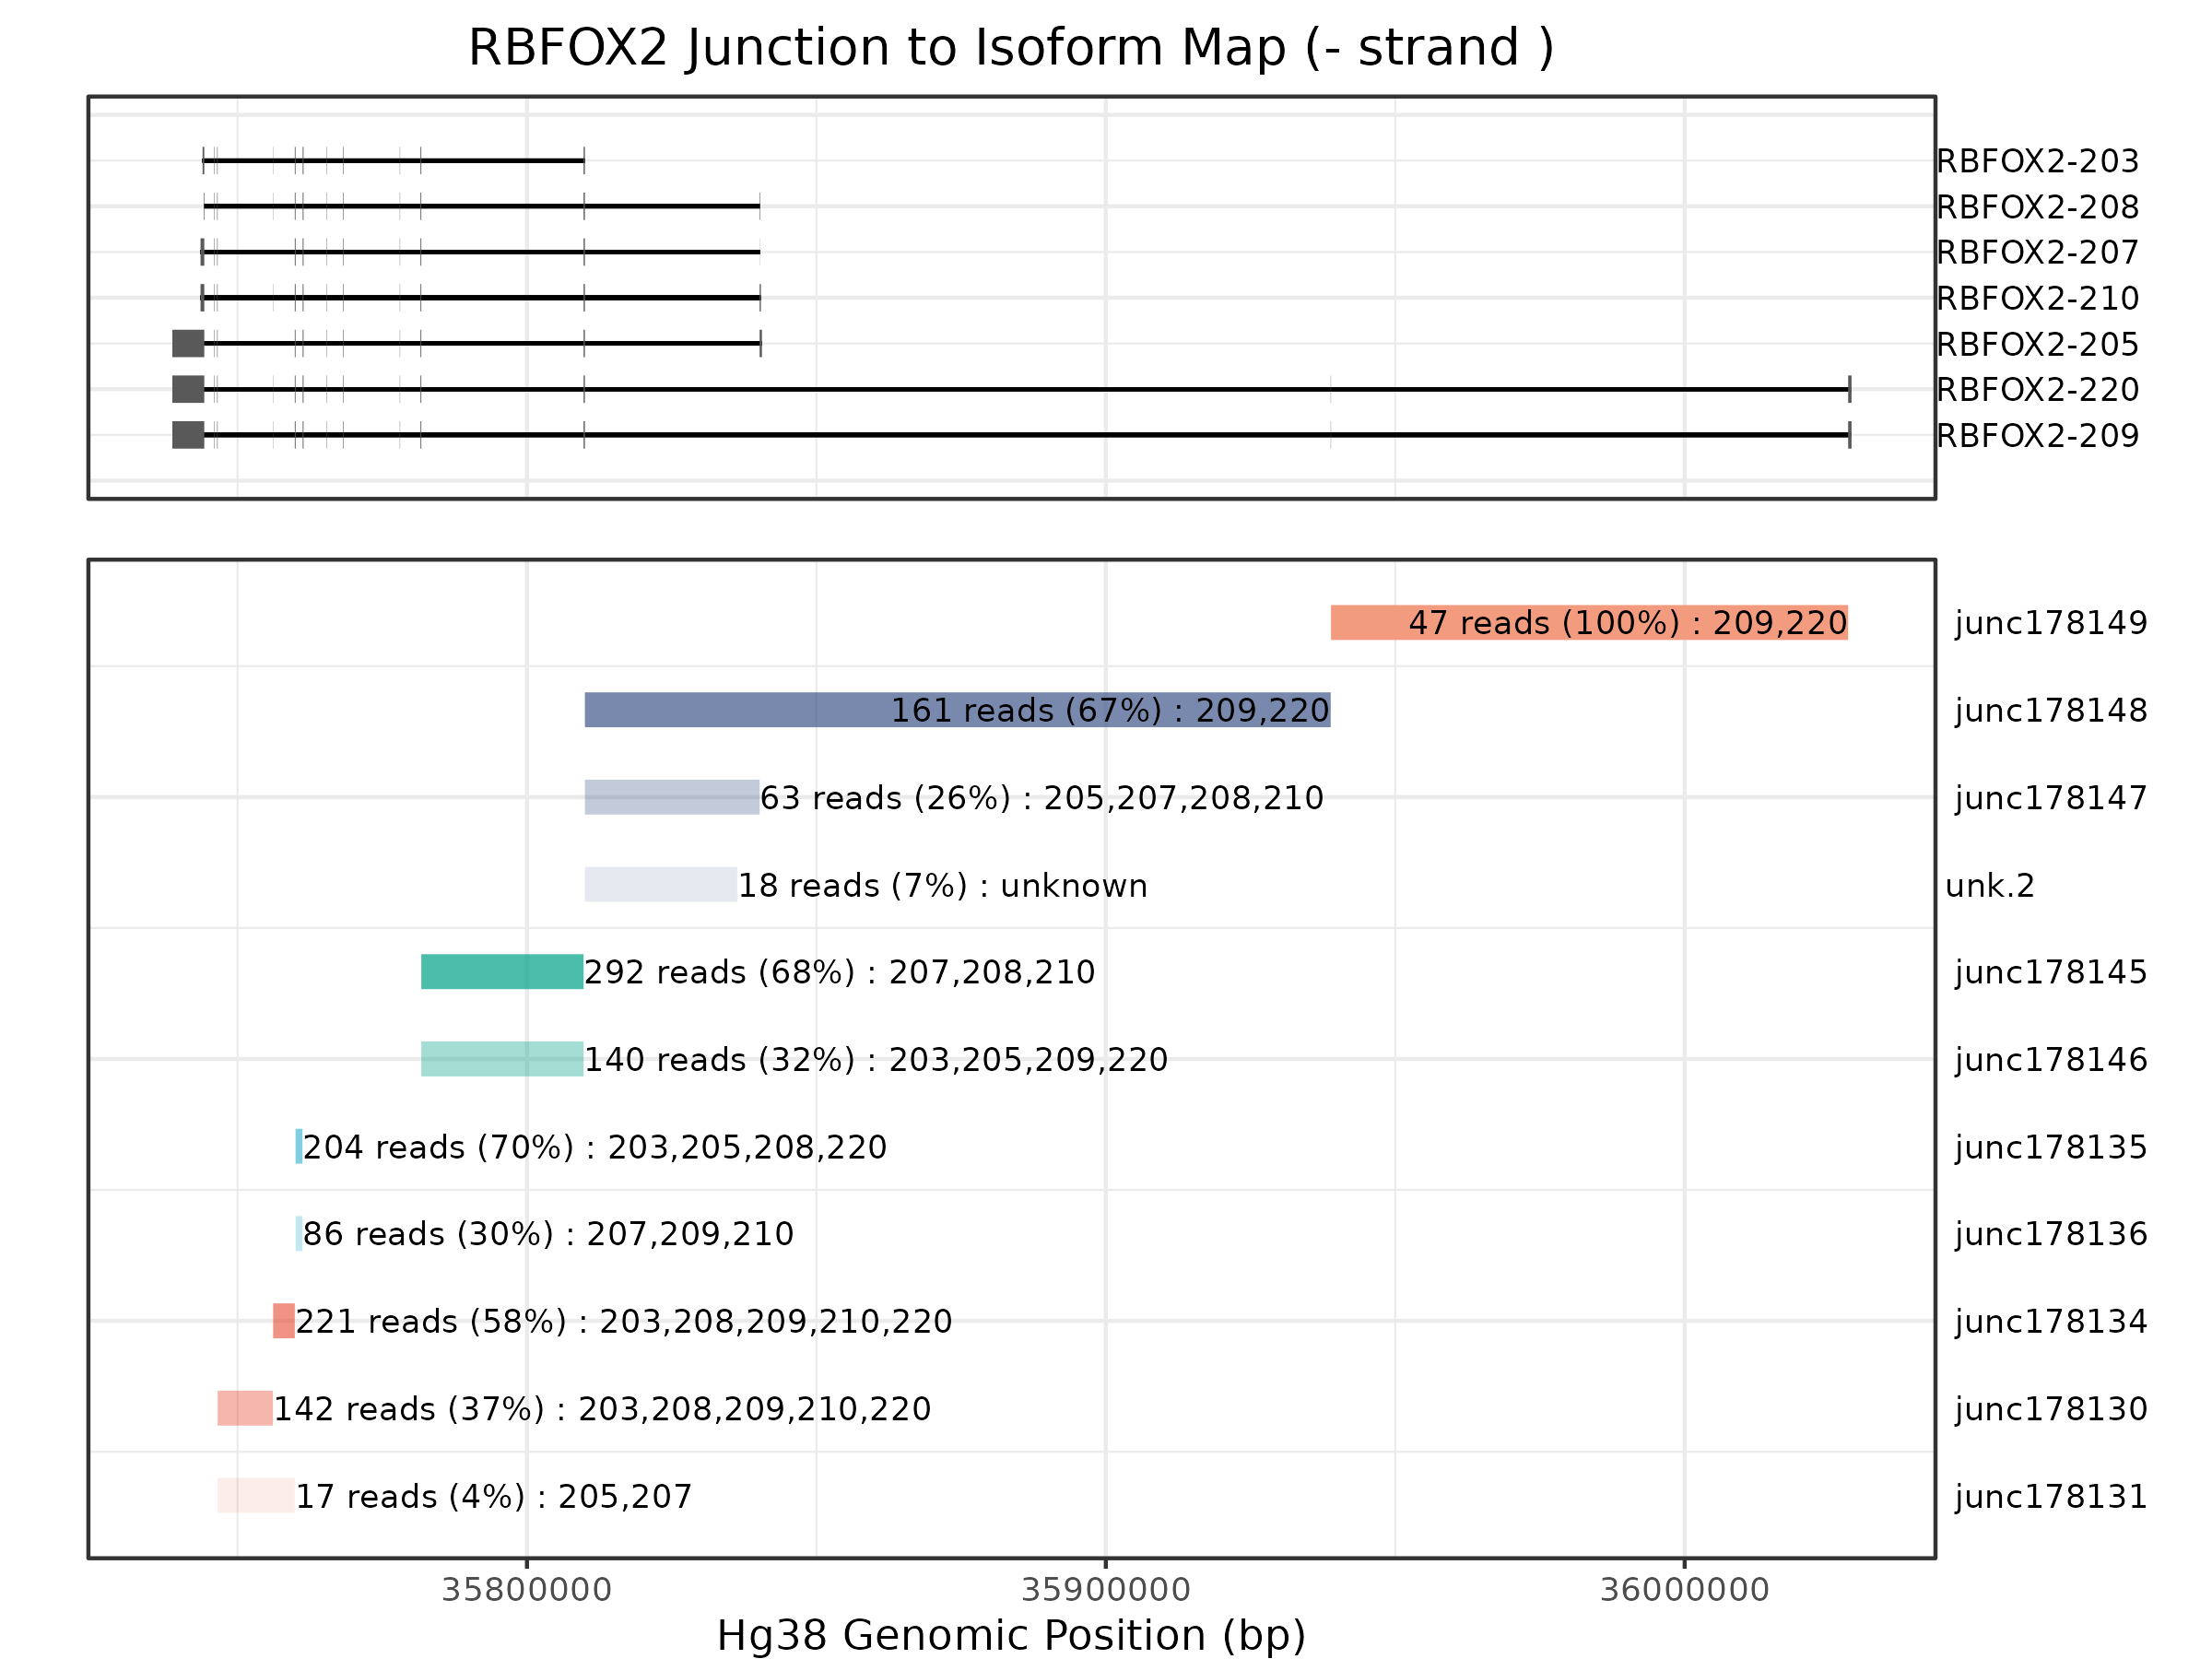 RBFOX2 Junction to Isoform Map (- strand )
RBFOX2-203
RBFOX2-208
RBFOX2-207
RBFOX2-210
RBFOX2-205
RBFOX2-220
RBFOX2-209
47 reads (100%) : 209,220 junc178149
161 reads (67%) : 209,220 junc178148
63 reads (26%) : 205,207,208,210 junc178147
18 reads (7%) : unknown unk.2
292 reads (68%) : 207,208,210 junc178145
140 reads (32%) : 203,205,209,220 junc178146
204 reads (70%) : 203,205,208,220 junc178135
86 reads (30%) : 207,209,210 junc178136
221 reads (58%) : 203,208,209,210,220 junc178134
142 reads (37%) : 203,208,209,210,220 junc178130
17 reads (4%) : 205,207 junc178131
35800000 35900000 36000000
Hg38 Genomic Position (bp)